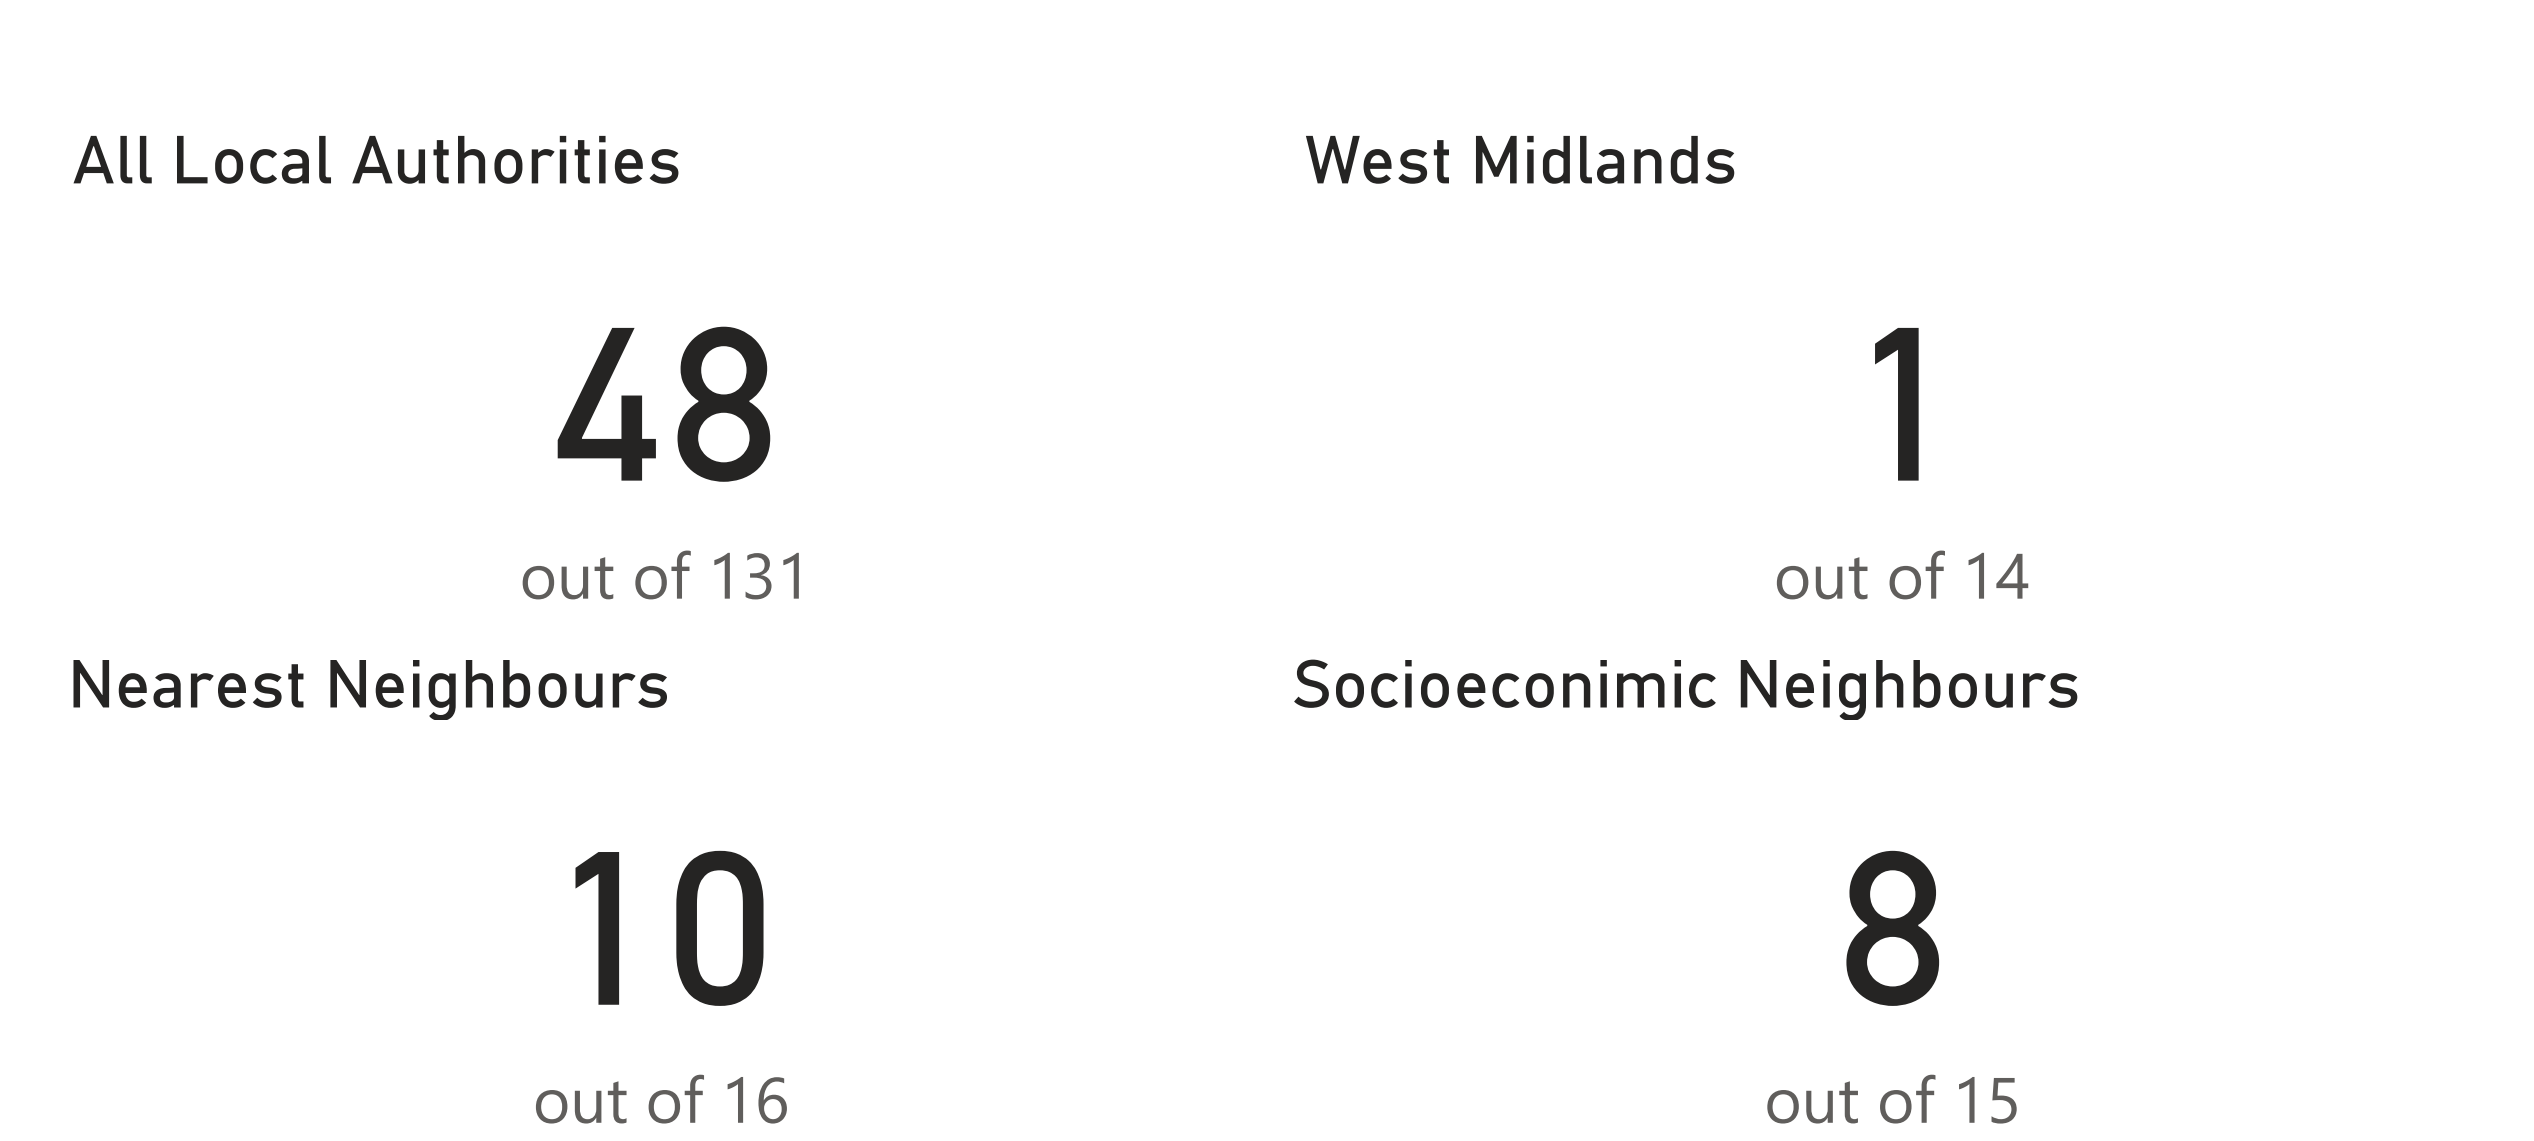 All Local Authorities
48
out of 131
West Midlands
1
out of 14
Nearest Neighbours
10
out of 16
Socioeconimic Neighbours
8
out of 15